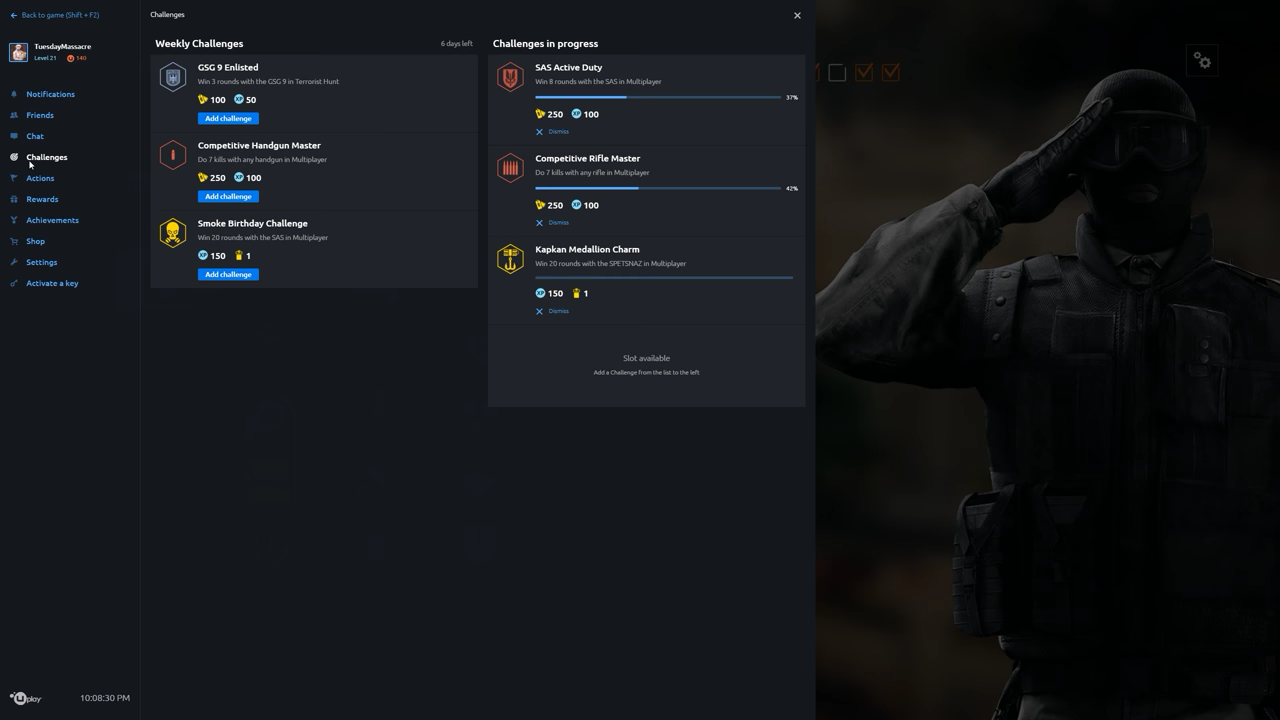 Back to game (Shift + F2)
TuesdayMassacre
Level 21 140
Notifications
Friends
Chat
Challenges
Actions
Rewards
Achievements
Shop
Settings
Activate a key
Uplay
10:08:30 PM
Challenges
Weekly Challenges
6 days left
GSG 9 Enlisted
Win 3 rounds with the GSG 9 in Terrorist Hunt
100 XP 50
Add challenge
Competitive Handgun Master
Do 7 kills with any handgun in Multiplayer
250 XP 100
Add challenge
Smoke Birthday Challenge
Win 20 rounds with the SAS in Multiplayer
XP 150 1
Add challenge
Challenges in progress
SAS Active Duty
Win 8 rounds with the SAS in Multiplayer
37%
250 XP 100
Dismiss
Competitive Rifle Master
Do 7 kills with any rifle in Multiplayer
42%
250 XP 100
Dismiss
Kapkan Medallion Charm
Win 20 rounds with the SPETSNAZ in Multiplayer
XP 150 1
Dismiss
Slot available
Add a Challenge from the list to the left